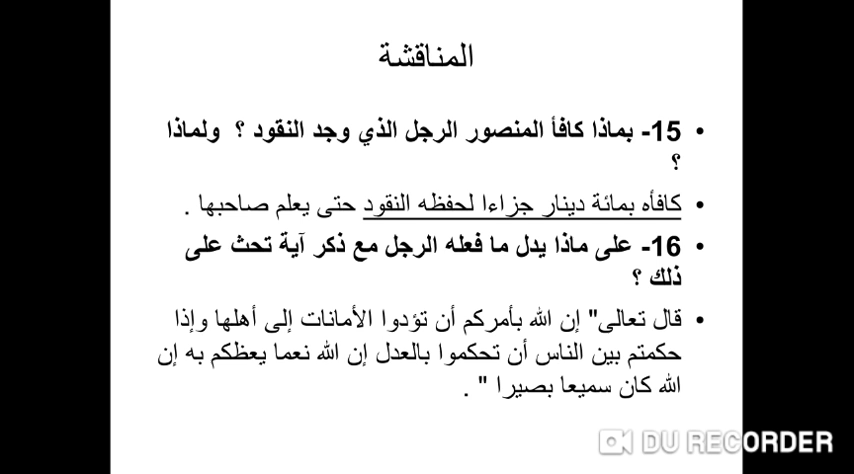 المناقشة
• 15- بماذا كافأ المنصور الرجل الذي وجد النقود ؟ ولماذا
؟
• كافأه بمائة دينار جزاءا لحفظه النقود حتى يعلم صاحبها .
• 16- على ماذا يدل ما فعله الرجل مع ذكر آية تحث على
ذلك ؟
• قال تعالى" إن الله بأمركم أن تؤدوا الأمانات إلى أهلها وإذا
حكمتم بين الناس أن تحكموا بالعدل إن الله نعما يعظكم به إن
الله كان سميعا بصيرا " .
DU RECORDER